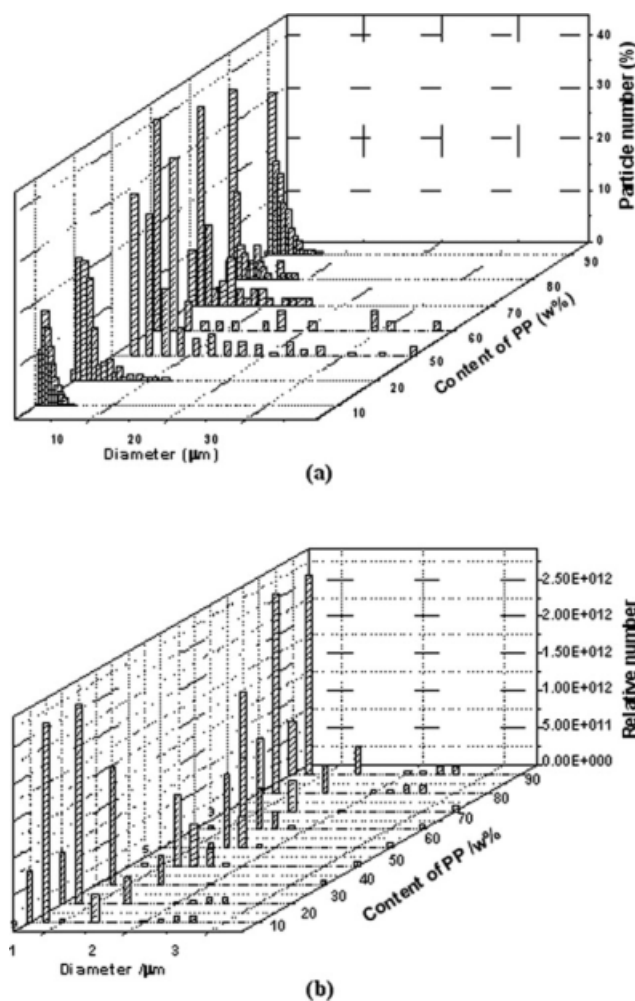 40
30
20
10
0
Particle number (%)
90
80
70
60
50
20
10
Content of PP (w%)
10 20 30
Diameter (μm)
(a)
2.50E+012
2.00E+012
1.50E+012
1.00E+012
5.00E+011
0.00E+000
Relative number
90
80
70
60
50
40
30
20
10
Content of PP /w%
1 2 3
Diameter /μm
(b)